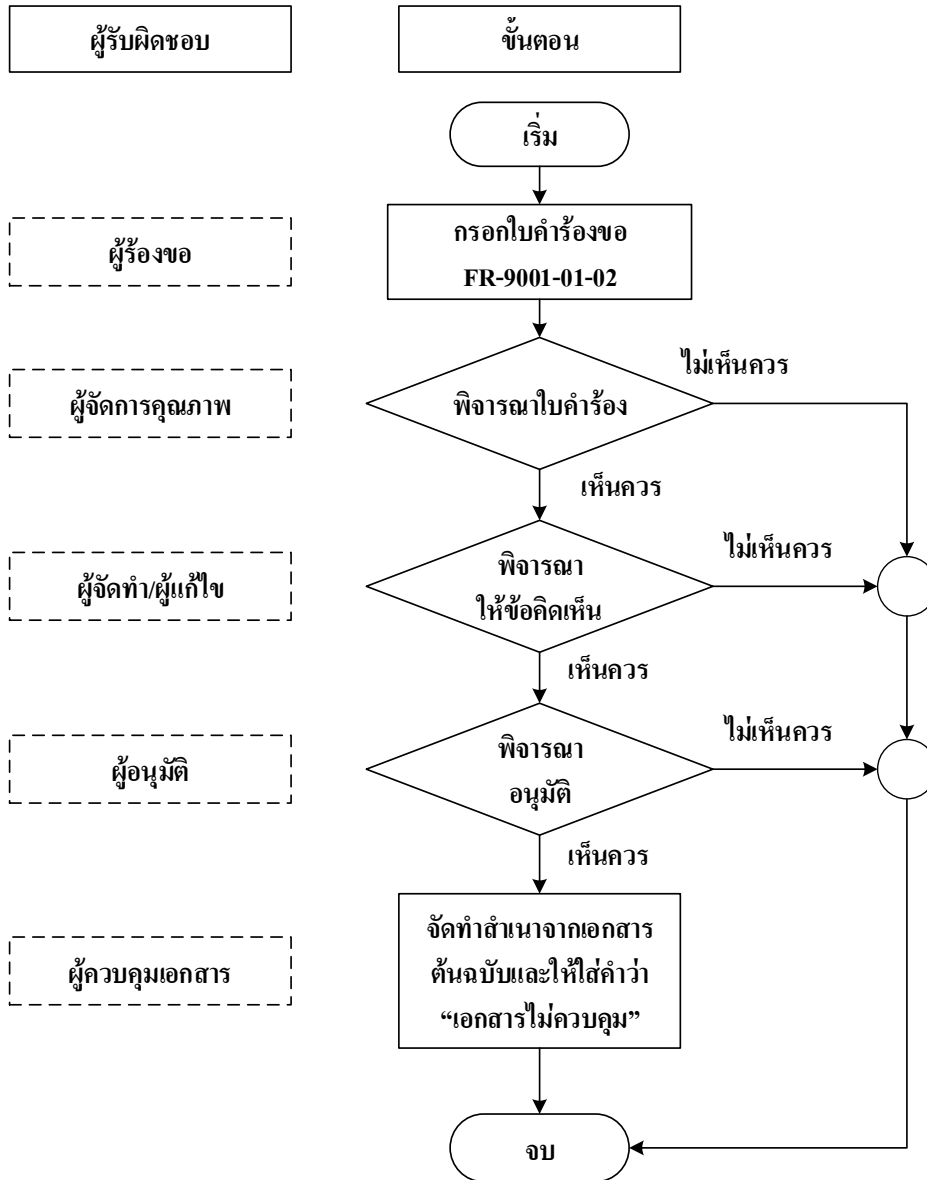 ผู้รับผิดชอบ
ขั้นตอน
เริ่ม
ผู้ร้องขอ
กรอกใบคำร้องขอ
FR-9001-01-02
ผู้จัดการคุณภาพ
พิจารณาใบคำร้อง
ไม่เห็นควร
เห็นควร
ผู้จัดทำ/ผู้แก้ไข
พิจารณา
ให้ข้อคิดเห็น
ไม่เห็นควร
เห็นควร
ผู้อนุมัติ
พิจารณา
อนุมัติ
ไม่เห็นควร
เห็นควร
ผู้ควบคุมเอกสาร
จัดทำสำเนาจากเอกสาร
ต้นฉบับและให้ใส่คำว่า
“เอกสารไม่ควบคุม”
จบ